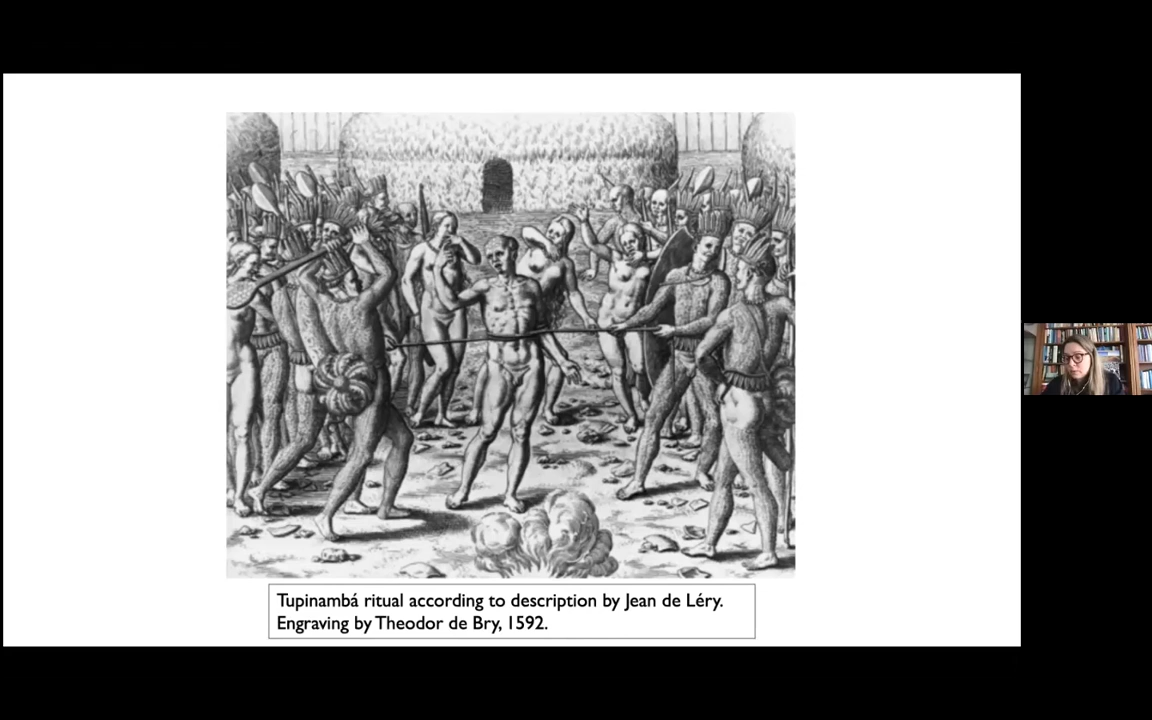 Tupinambá ritual according to description by Jean de Léry.
Engraving by Theodor de Bry, 1592.